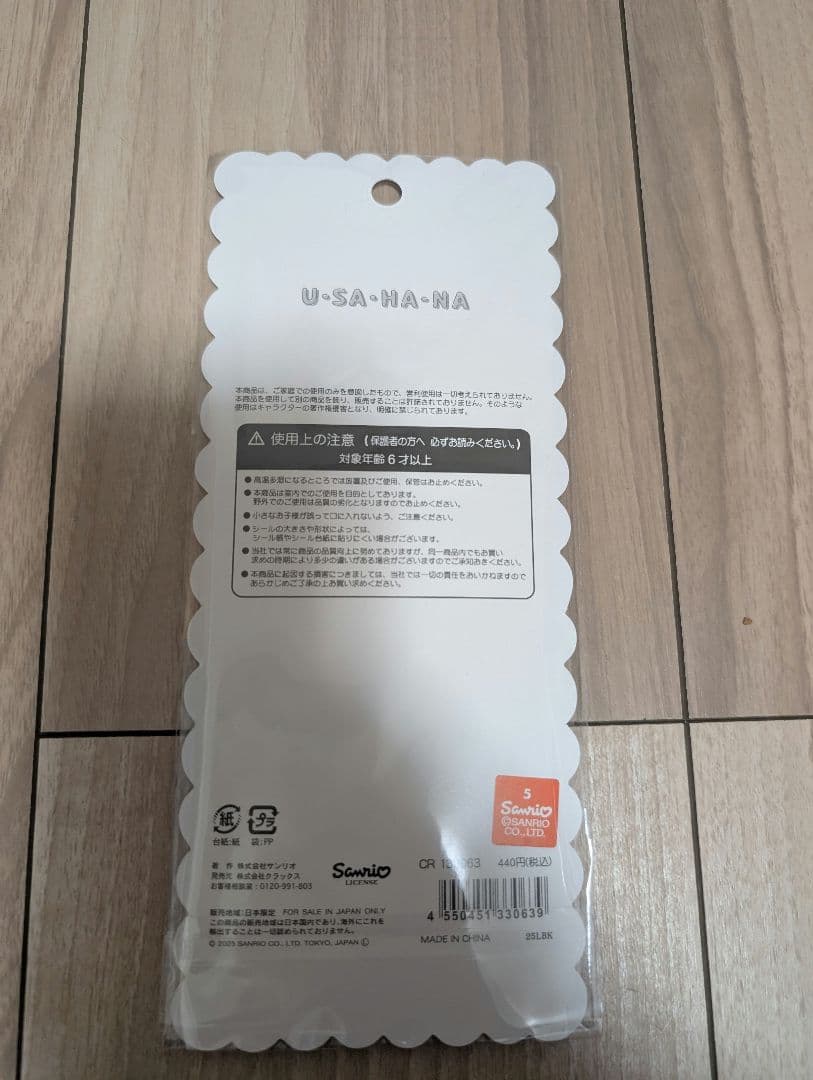 U・SA・HA・NA
本商品は、ご家庭での使用のみを意図したもので、営利使用は一切考えられておりません。
本商品を使用して別の商品を創り、販売することは許諾されておりません。そのような
使用はキャラクターの著作権侵害となり、明確に禁じられております。
⚠ 使用上の注意 (保護者の方へ 必ずお読みください。)
対象年齢6才以上
●高温多湿になるところでは放置及びご使用、保管はお止めください。
●本商品は室内でのご使用を目的としております。
野外でのご使用は品質の劣化となりますのでお止めください。
●小さなお子様が誤って口に入れないよう、ご注意ください。
●シールの大きさや形状によっては、
シール帳やシール台紙に貼りにくい場合がございます。
●当社では常に商品の品質向上に努めておりますが、同一商品内でもお買い
求めの時期により多少の違いがある場合がございますのでご承知おきください。
●本商品に起因する損害につきましては、当社では一切の責任をおいかねますので
あらかじめご了承の上お買い求めください。
5
Sanrio
©SANRIO
CO.,LTD.
紙 プラ
台紙:紙 袋:PP
著 作 株式会社サンリオ
発売元 株式会社クラックス
お客様相談室:0120-991-803
Sanrio
LICENSE
CR 063 440円(税込)
4 550451 330639
販売地域:日本限定 FOR SALE IN JAPAN ONLY
この商品の販売地域は日本国内であり、海外にこれを
輸出することは一切認められておりません。
© 2025 SANRIO CO., LTD. TOKYO, JAPAN Ⓛ
MADE IN CHINA 25LBK